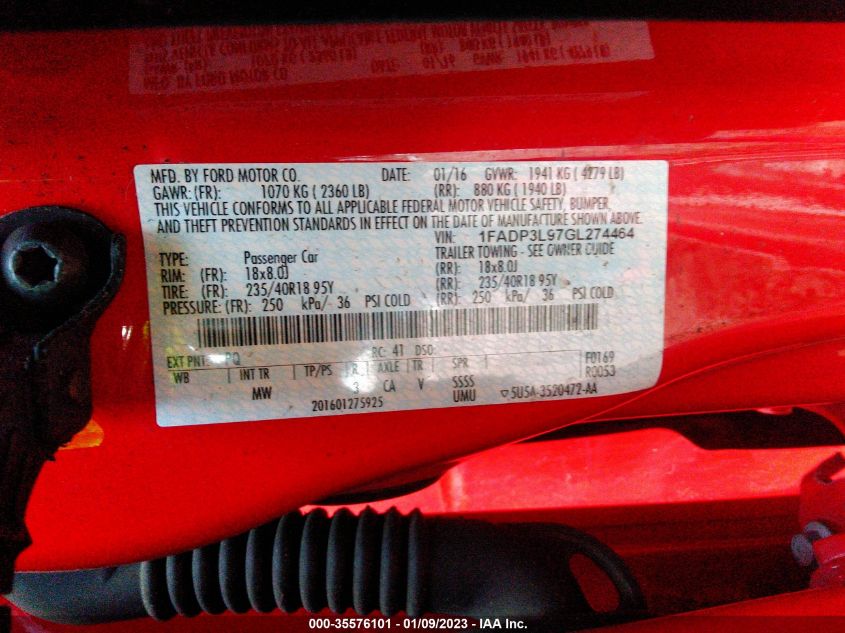 MFD. BY FORD MOTOR CO. DATE: 01/16 GVWR: 1941 KG ( 4279 LB)
GAWR: (FR): 1070 KG ( 2360 LB) (RR): 880 KG ( 1940 LB)
THIS VEHICLE CONFORMS TO ALL APPLICABLE FEDERAL MOTOR VEHICLE SAFETY, BUMPER,
AND THEFT PREVENTION STANDARDS IN EFFECT ON THE DATE OF MANUFACTURE SHOWN ABOVE.
VIN: 1FADP3L97GL274464
TYPE: Passenger Car TRAILER TOWING - SEE OWNER GUIDE
RIM: (FR): 18x8.0J (RR): 18x8.0J
TIRE: (FR): 235/40R18 95Y (RR): 235/40R18 95Y
PRESSURE: (FR): 250 kPa/ 36 PSI COLD (RR): 250 kPa/ 36 PSI COLD
EXT PNT: PQ RC: 41 DSO: F0169
WB INT TR TP/PS R AXLE TR SPR R0053
MW 3 CA V SSSS
201601275925 UMU ▽5U5A-3520472-AA
000-35576101 - 01/09/2023 - IAA Inc.